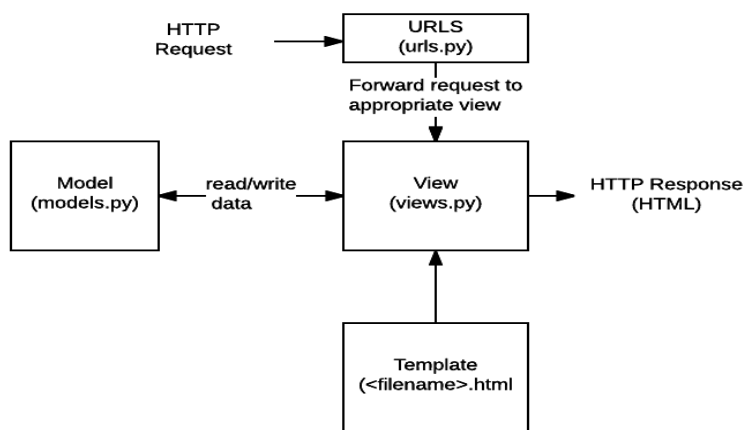 HTTP
Request
URLS
(urls.py)
Forward request to
appropriate view
Model
(models.py)
read/write
data
View
(views.py)
HTTP Response
(HTML)
Template
(<filename>.html